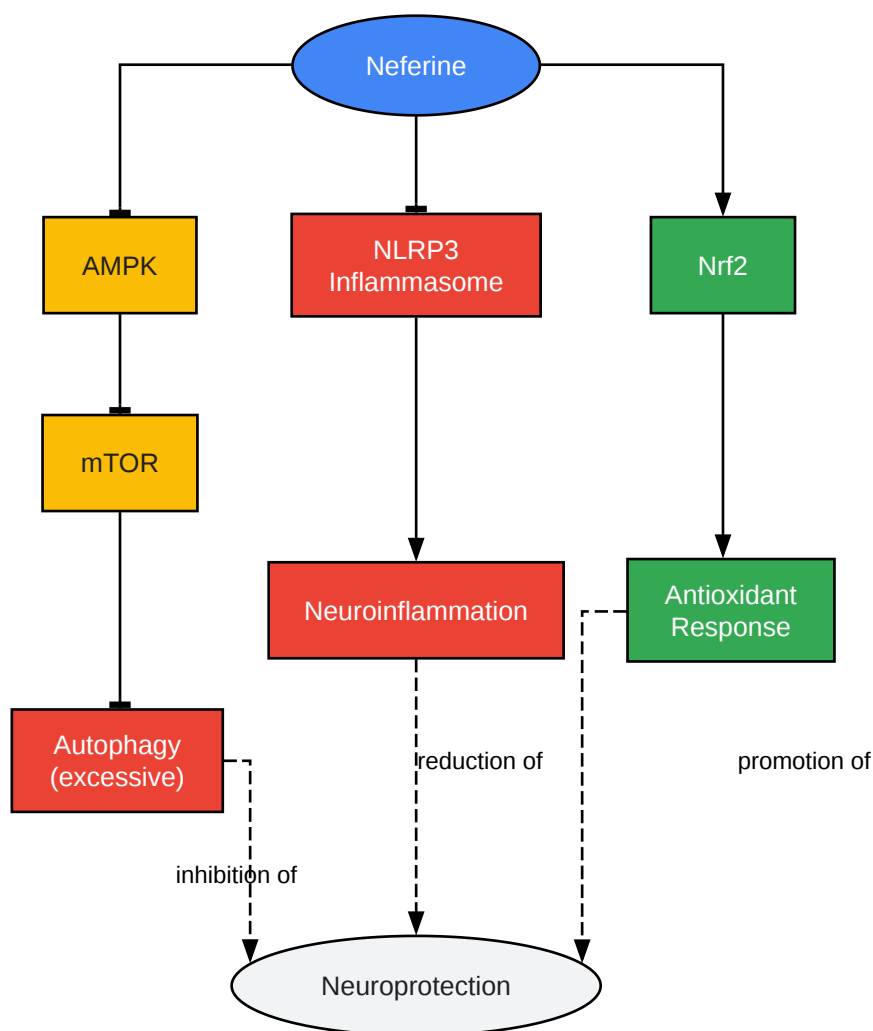 Neferine
AMPK
NLRP3
Inflammasome
Nrf2
mTOR
Neuroinflammation
Antioxidant
Response
Autophagy
(excessive)
reduction of
promotion of
inhibition of
Neuroprotection